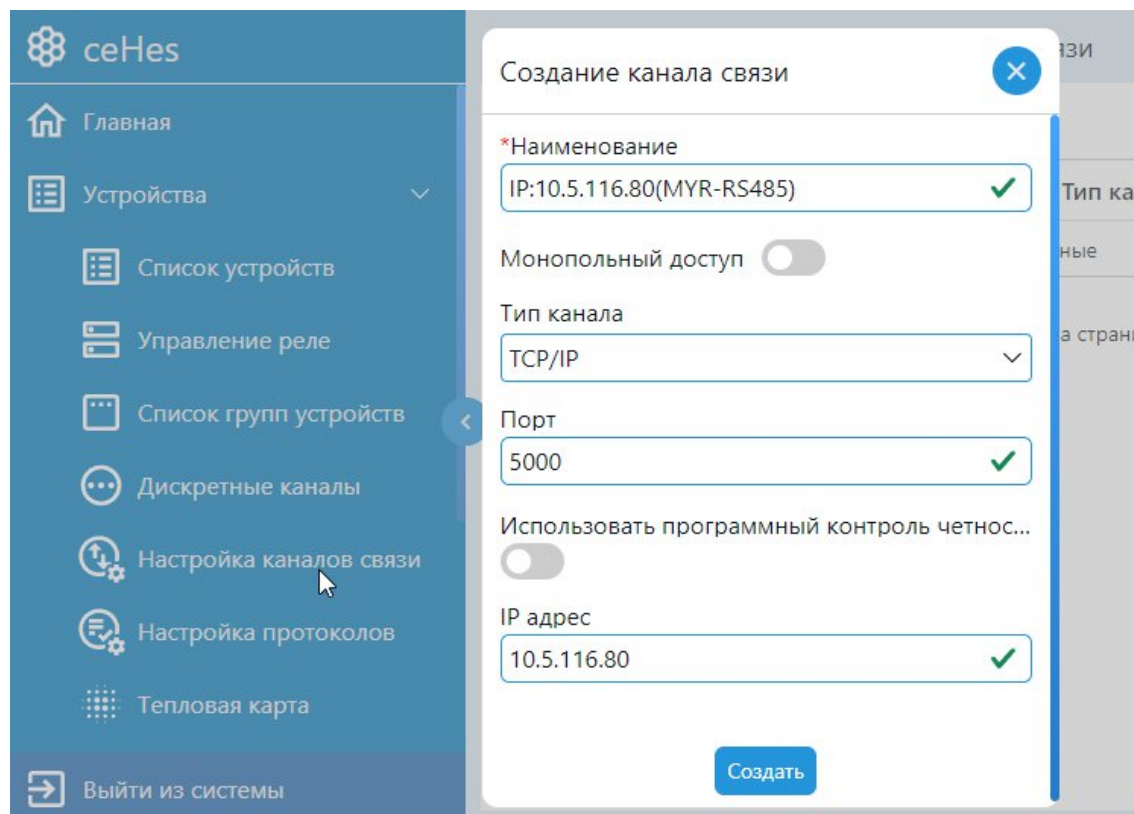 ceHes
Главная
Устройства
Список устройств
Управление реле
Список групп устройств
Дискретные каналы
Настройка каналов связи
Настройка протоколов
Тепловая карта
Выйти из системы
Создание канала связи
*Наименование
IP:10.5.116.80(MYR-RS485)
Монопольный доступ
Тип канала
TCP/IP
Порт
5000
Использовать программный контроль четнос...
IP адрес
10.5.116.80
Создать
язи
Тип ка
ные
а страни